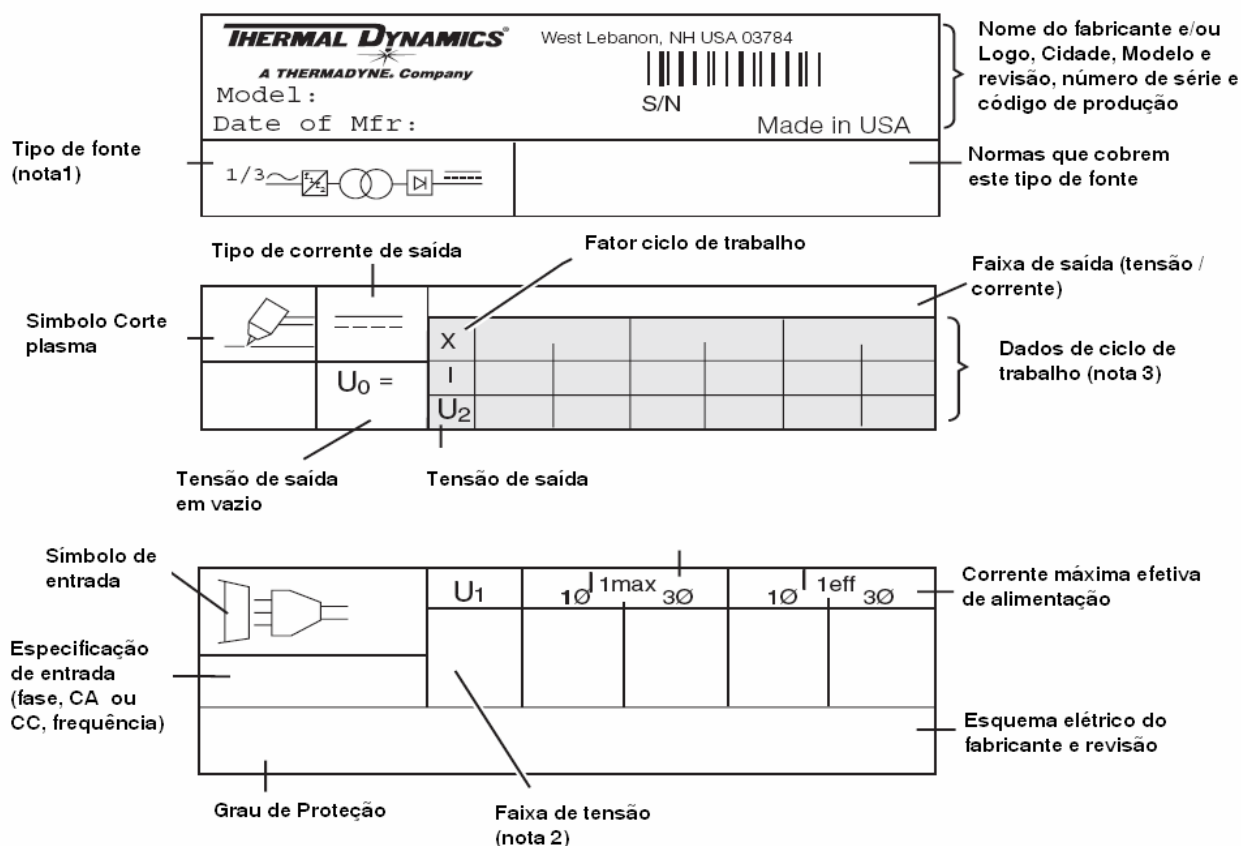 THERMAL DYNAMICS®
A THERMADYNE® Company
West Lebanon, NH USA 03784
Model:
S/N
Date of Mfr:
Made in USA
Nome do fabricante e/ou
Logo, Cidade, Modelo e
revisão, número de série e
código de produção
Tipo de fonte
(nota1)
1/3
f1
f2
Normas que cobrem
este tipo de fonte
Tipo de corrente de saída
Fator ciclo de trabalho
Faixa de saída (tensão /
corrente)
Simbolo Corte
plasma
X
U0 =
I
U2
Dados de ciclo de
trabalho (nota 3)
Tensão de saída
em vazio
Tensão de saída
Símbolo de
entrada
U1
1Ø I 1max 3Ø
1Ø I 1eff 3Ø
Corrente máxima efetiva
de alimentação
Especificação
de entrada
(fase, CA ou
CC, frequência)
Esquema elétrico do
fabricante e revisão
Grau de Proteção
Faixa de tensão
(nota 2)